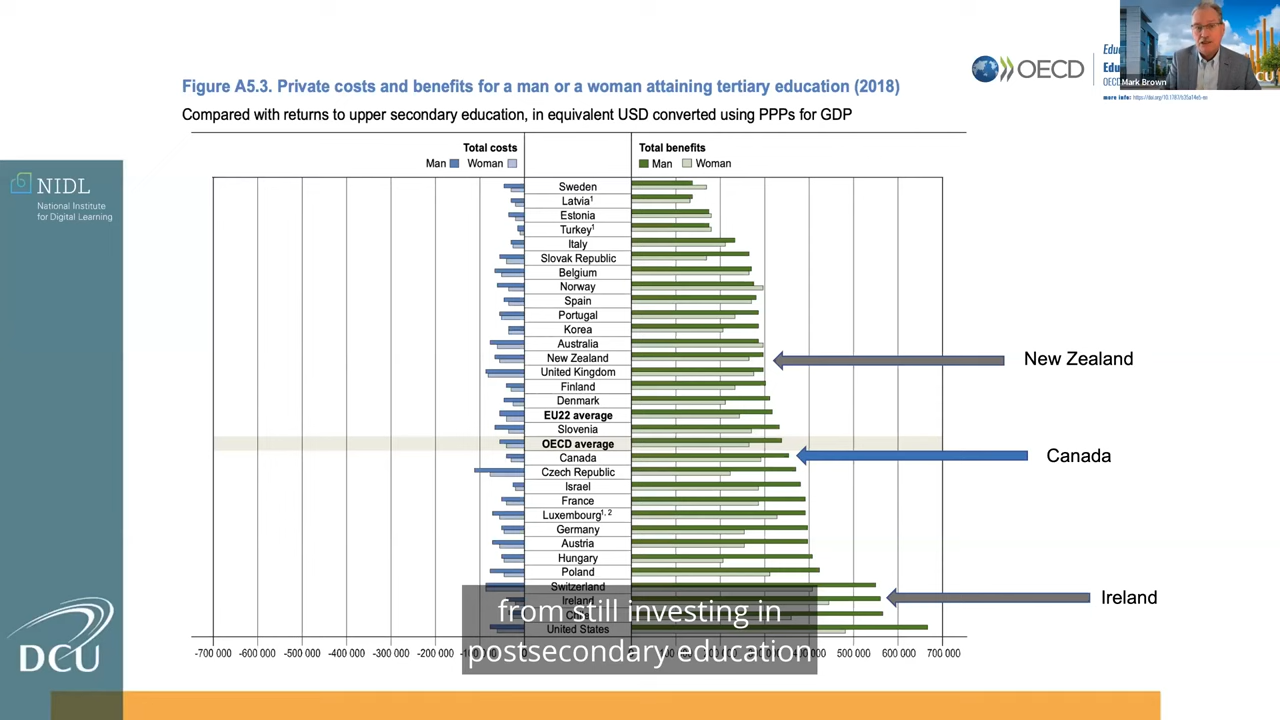 Figure A5.3. Private costs and benefits for a man or a woman attaining tertiary education (2018)
Compared with returns to upper secondary education, in equivalent USD converted using PPPs for GDP
OECD
Mark Brown
NIDL
National Institute
for Digital Learning
Total costs
Man Woman
Total benefits
Man Woman
Sweden
Latvia¹
Estonia
Turkey¹
Italy
Slovak Republic
Belgium
Norway
Spain
Portugal
Korea
Australia
New Zealand
United Kingdom
Finland
Denmark
EU22 average
Slovenia
OECD average
Canada
Czech Republic
Israel
France
Luxembourg¹, ²
Germany
Austria
Hungary
Poland
Switzerland
Ireland
United States
-700 000 -600 000 -500 000 -400 000 -300 000 -200 000
500 000 600 000 700 000
New Zealand
Canada
Ireland
from still investing in
postsecondary education
DCU